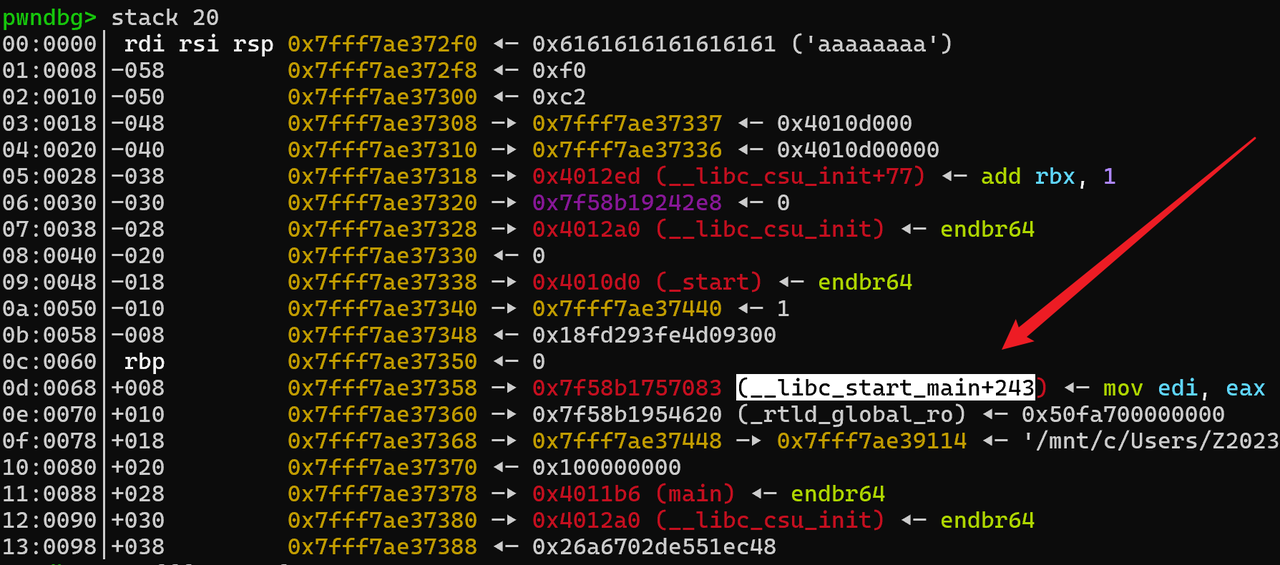 pwndbg> stack 20
00:0000│ rdi rsi rsp 0x7fff7ae372f0 ◂— 0x6161616161616161 ('aaaaaaaa')
01:0008│-058 0x7fff7ae372f8 ◂— 0xf0
02:0010│-050 0x7fff7ae37300 ◂— 0xc2
03:0018│-048 0x7fff7ae37308 —▸ 0x7fff7ae37337 ◂— 0x4010d000
04:0020│-040 0x7fff7ae37310 —▸ 0x7fff7ae37336 ◂— 0x4010d00000
05:0028│-038 0x7fff7ae37318 —▸ 0x4012ed (__libc_csu_init+77) ◂— add rbx, 1
06:0030│-030 0x7fff7ae37320 —▸ 0x7f58b19242e8 ◂— 0
07:0038│-028 0x7fff7ae37328 —▸ 0x4012a0 (__libc_csu_init) ◂— endbr64
08:0040│-020 0x7fff7ae37330 ◂— 0
09:0048│-018 0x7fff7ae37338 —▸ 0x4010d0 (_start) ◂— endbr64
0a:0050│-010 0x7fff7ae37340 —▸ 0x7fff7ae37440 ◂— 1
0b:0058│-008 0x7fff7ae37348 ◂— 0x18fd293fe4d09300
0c:0060│ rbp 0x7fff7ae37350 ◂— 0
0d:0068│+008 0x7fff7ae37358 —▸ 0x7f58b1757083 (__libc_start_main+243) ◂— mov edi, eax
0e:0070│+010 0x7fff7ae37360 —▸ 0x7f58b1954620 (_rtld_global_ro) ◂— 0x50fa700000000
0f:0078│+018 0x7fff7ae37368 —▸ 0x7fff7ae37448 —▸ 0x7fff7ae39114 ◂— '/mnt/c/Users/Z2023
10:0080│+020 0x7fff7ae37370 ◂— 0x100000000
11:0088│+028 0x7fff7ae37378 —▸ 0x4011b6 (main) ◂— endbr64
12:0090│+030 0x7fff7ae37380 —▸ 0x4012a0 (__libc_csu_init) ◂— endbr64
13:0098│+038 0x7fff7ae37388 ◂— 0x26a6702de551ec48